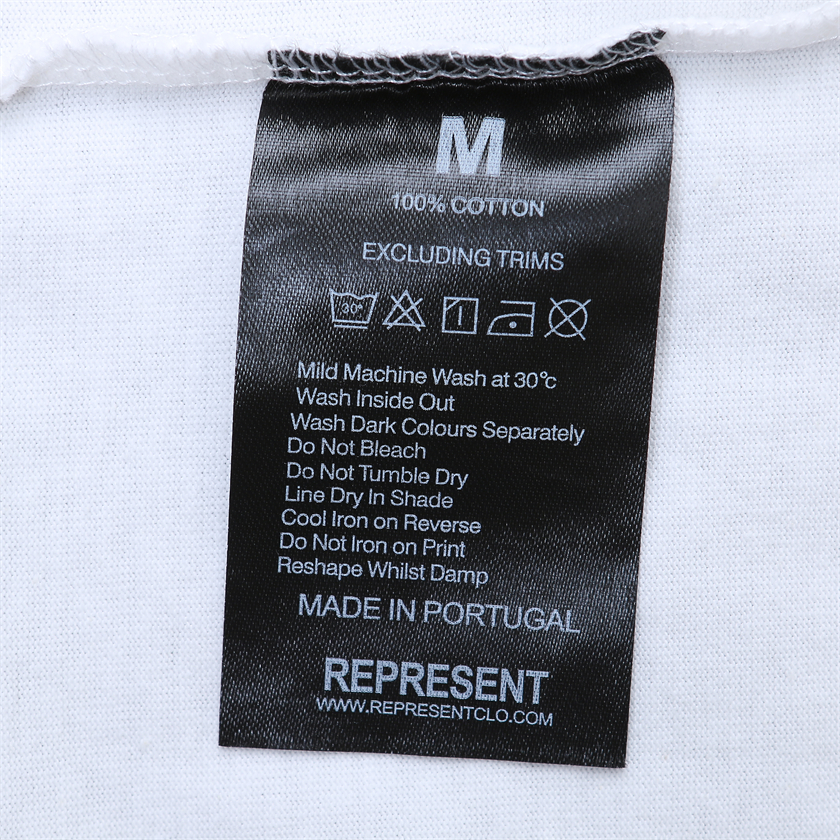 M
100% COTTON
EXCLUDING TRIMS
30°
Mild Machine Wash at 30°c
Wash Inside Out
Wash Dark Colours Separately
Do Not Bleach
Do Not Tumble Dry
Line Dry In Shade
Cool Iron on Reverse
Do Not Iron on Print
Reshape Whilst Damp
MADE IN PORTUGAL
REPRESENT
WWW.REPRESENTCLO.COM